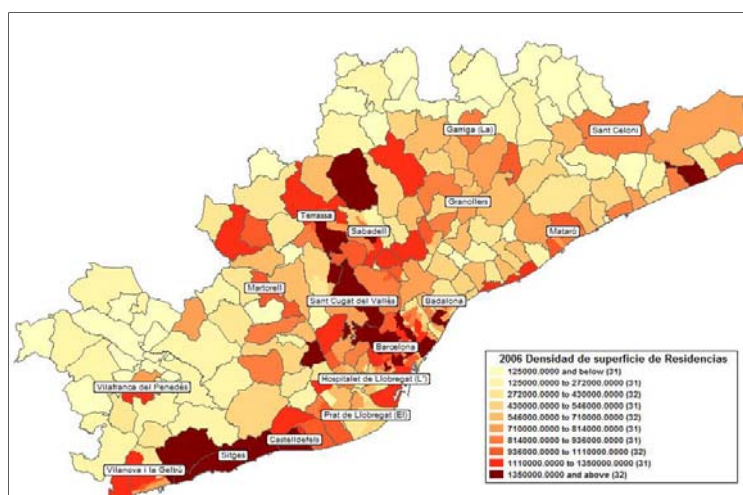 Garriga (La)
Sant Celoni
Granollers
Terrassa
Sabadell
Mataró
Martorell
Sant Cugat del Vallès
Badalona
Barcelona
Vilafranca del Penedès
Hospitalet de Llobregat (L')
Prat de Llobregat (El)
Castelldefels
Sitges
Vilanova i la Geltrú
2006 Densidad de superficie de Residencias
125000.0000 and below (31)
125000.0000 to 272000.0000 (31)
272000.0000 to 430000.0000 (32)
430000.0000 to 546000.0000 (31)
546000.0000 to 710000.0000 (32)
710000.0000 to 814000.0000 (31)
814000.0000 to 936000.0000 (31)
936000.0000 to 1110000.0000 (32)
1110000.0000 to 1350000.0000 (31)
1350000.0000 and above (32)